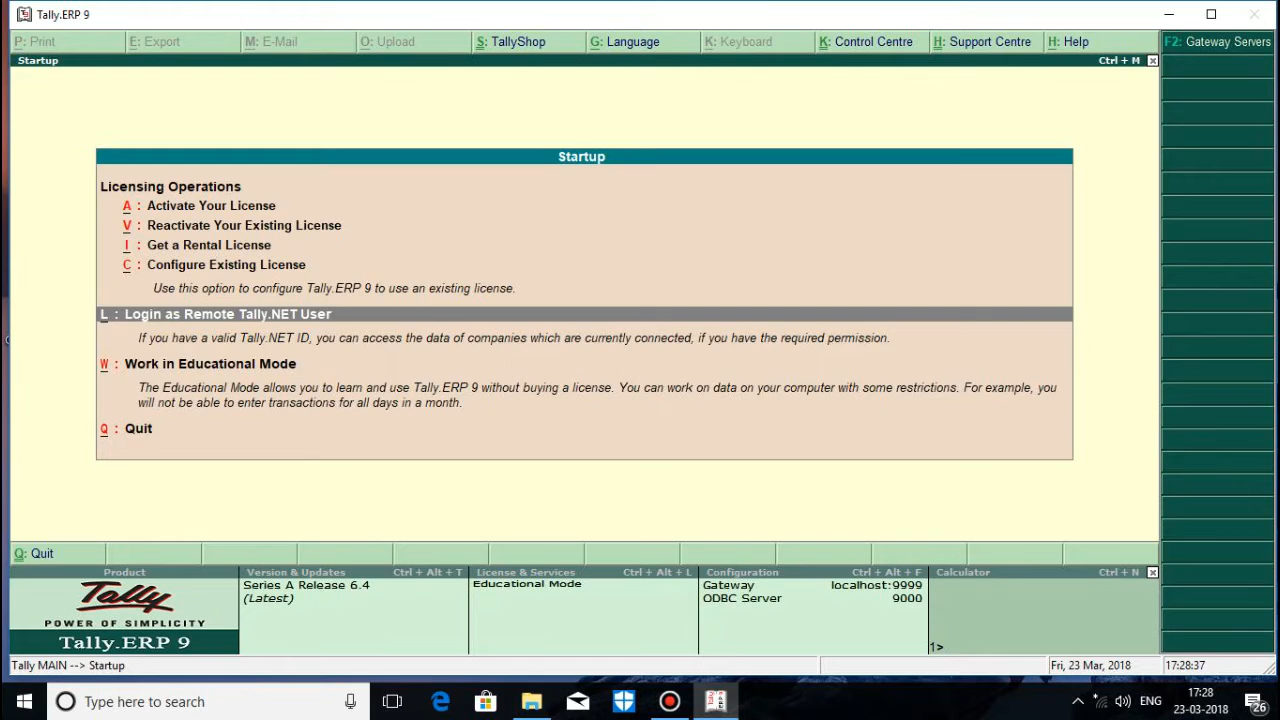 Tally.ERP 9
P: Print E: Export M: E-Mail O: Upload S: TallyShop G: Language K: Keyboard K: Control Centre H: Support Centre H: Help F2: Gateway Servers
Startup Ctrl + M
Startup
Licensing Operations
A : Activate Your License
V : Reactivate Your Existing License
I : Get a Rental License
C : Configure Existing License
Use this option to configure Tally.ERP 9 to use an existing license.
L : Login as Remote Tally.NET User
If you have a valid Tally.NET ID, you can access the data of companies which are currently connected, if you have the required permission.
W : Work in Educational Mode
The Educational Mode allows you to learn and use Tally.ERP 9 without buying a license. You can work on data on your computer with some restrictions. For example, you
will not be able to enter transactions for all days in a month.
Q : Quit
Q: Quit
Product Version & Updates Ctrl + Alt + T License & Services Ctrl + Alt + L Configuration Ctrl + Alt + F Calculator Ctrl + N
Series A Release 6.4 Educational Mode Gateway localhost:9999
(Latest) ODBC Server 9000
Tally
POWER OF SIMPLICITY
Tally.ERP 9
1>
Tally MAIN --> Startup Fri, 23 Mar, 2018 17:28:37
Type here to search ENG 17:28
23-03-2018 26